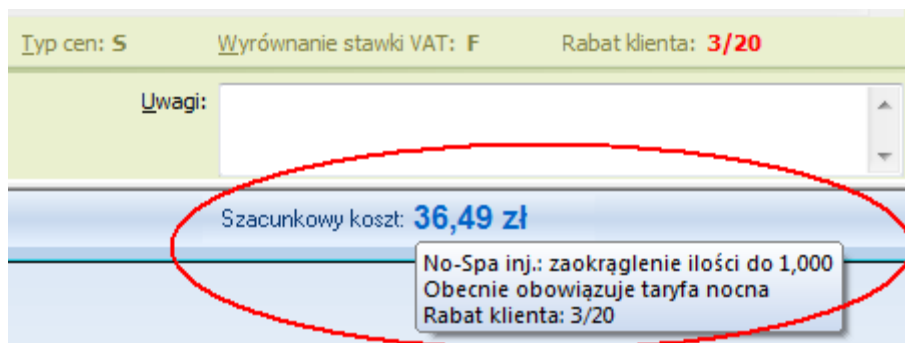 Typ cen: S Wyrównanie stawki VAT: F Rabat klienta: 3/20
Uwagi:
Szacunkowy koszt: 36,49 zł
No-Spa inj.: zaokrąglenie ilości do 1,000
Obecnie obowiązuje taryfa nocna
Rabat klienta: 3/20